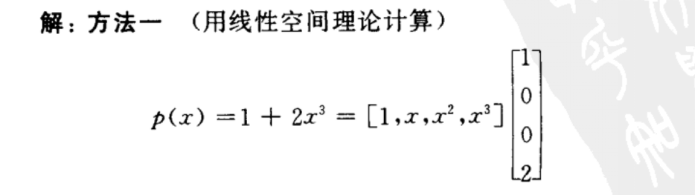 解：方法一 （用线性空间理论计算）
p(x) =1 + 2x³ = [1,x,x²,x³]
1
0
0
2